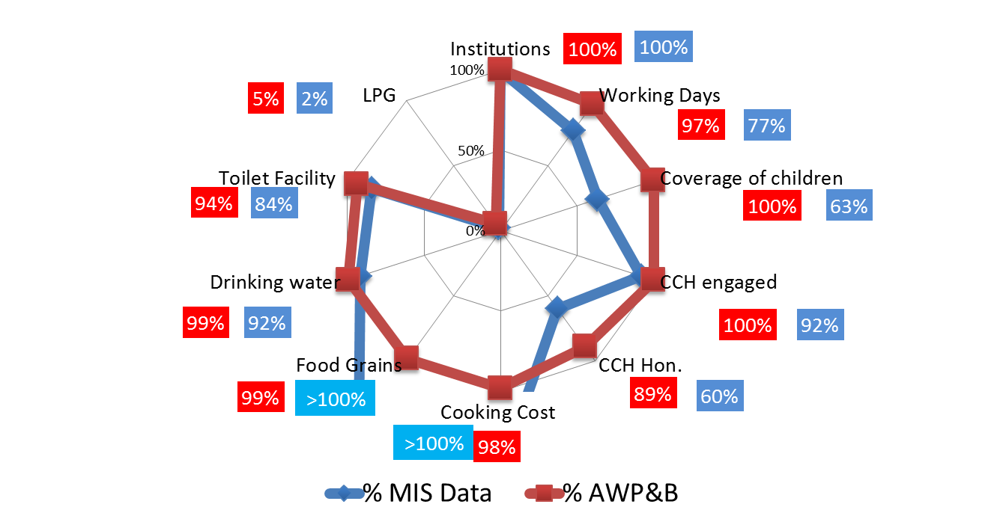 Institutions
100%
100%
100%
LPG
5%
2%
Working Days
97%
77%
50%
Toilet Facility
94%
84%
Coverage of children
100%
63%
0%
Drinking water
99%
92%
CCH engaged
100%
92%
Food Grains
99%
>100%
CCH Hon.
89%
60%
Cooking Cost
>100%
98%
% MIS Data
% AWP&B